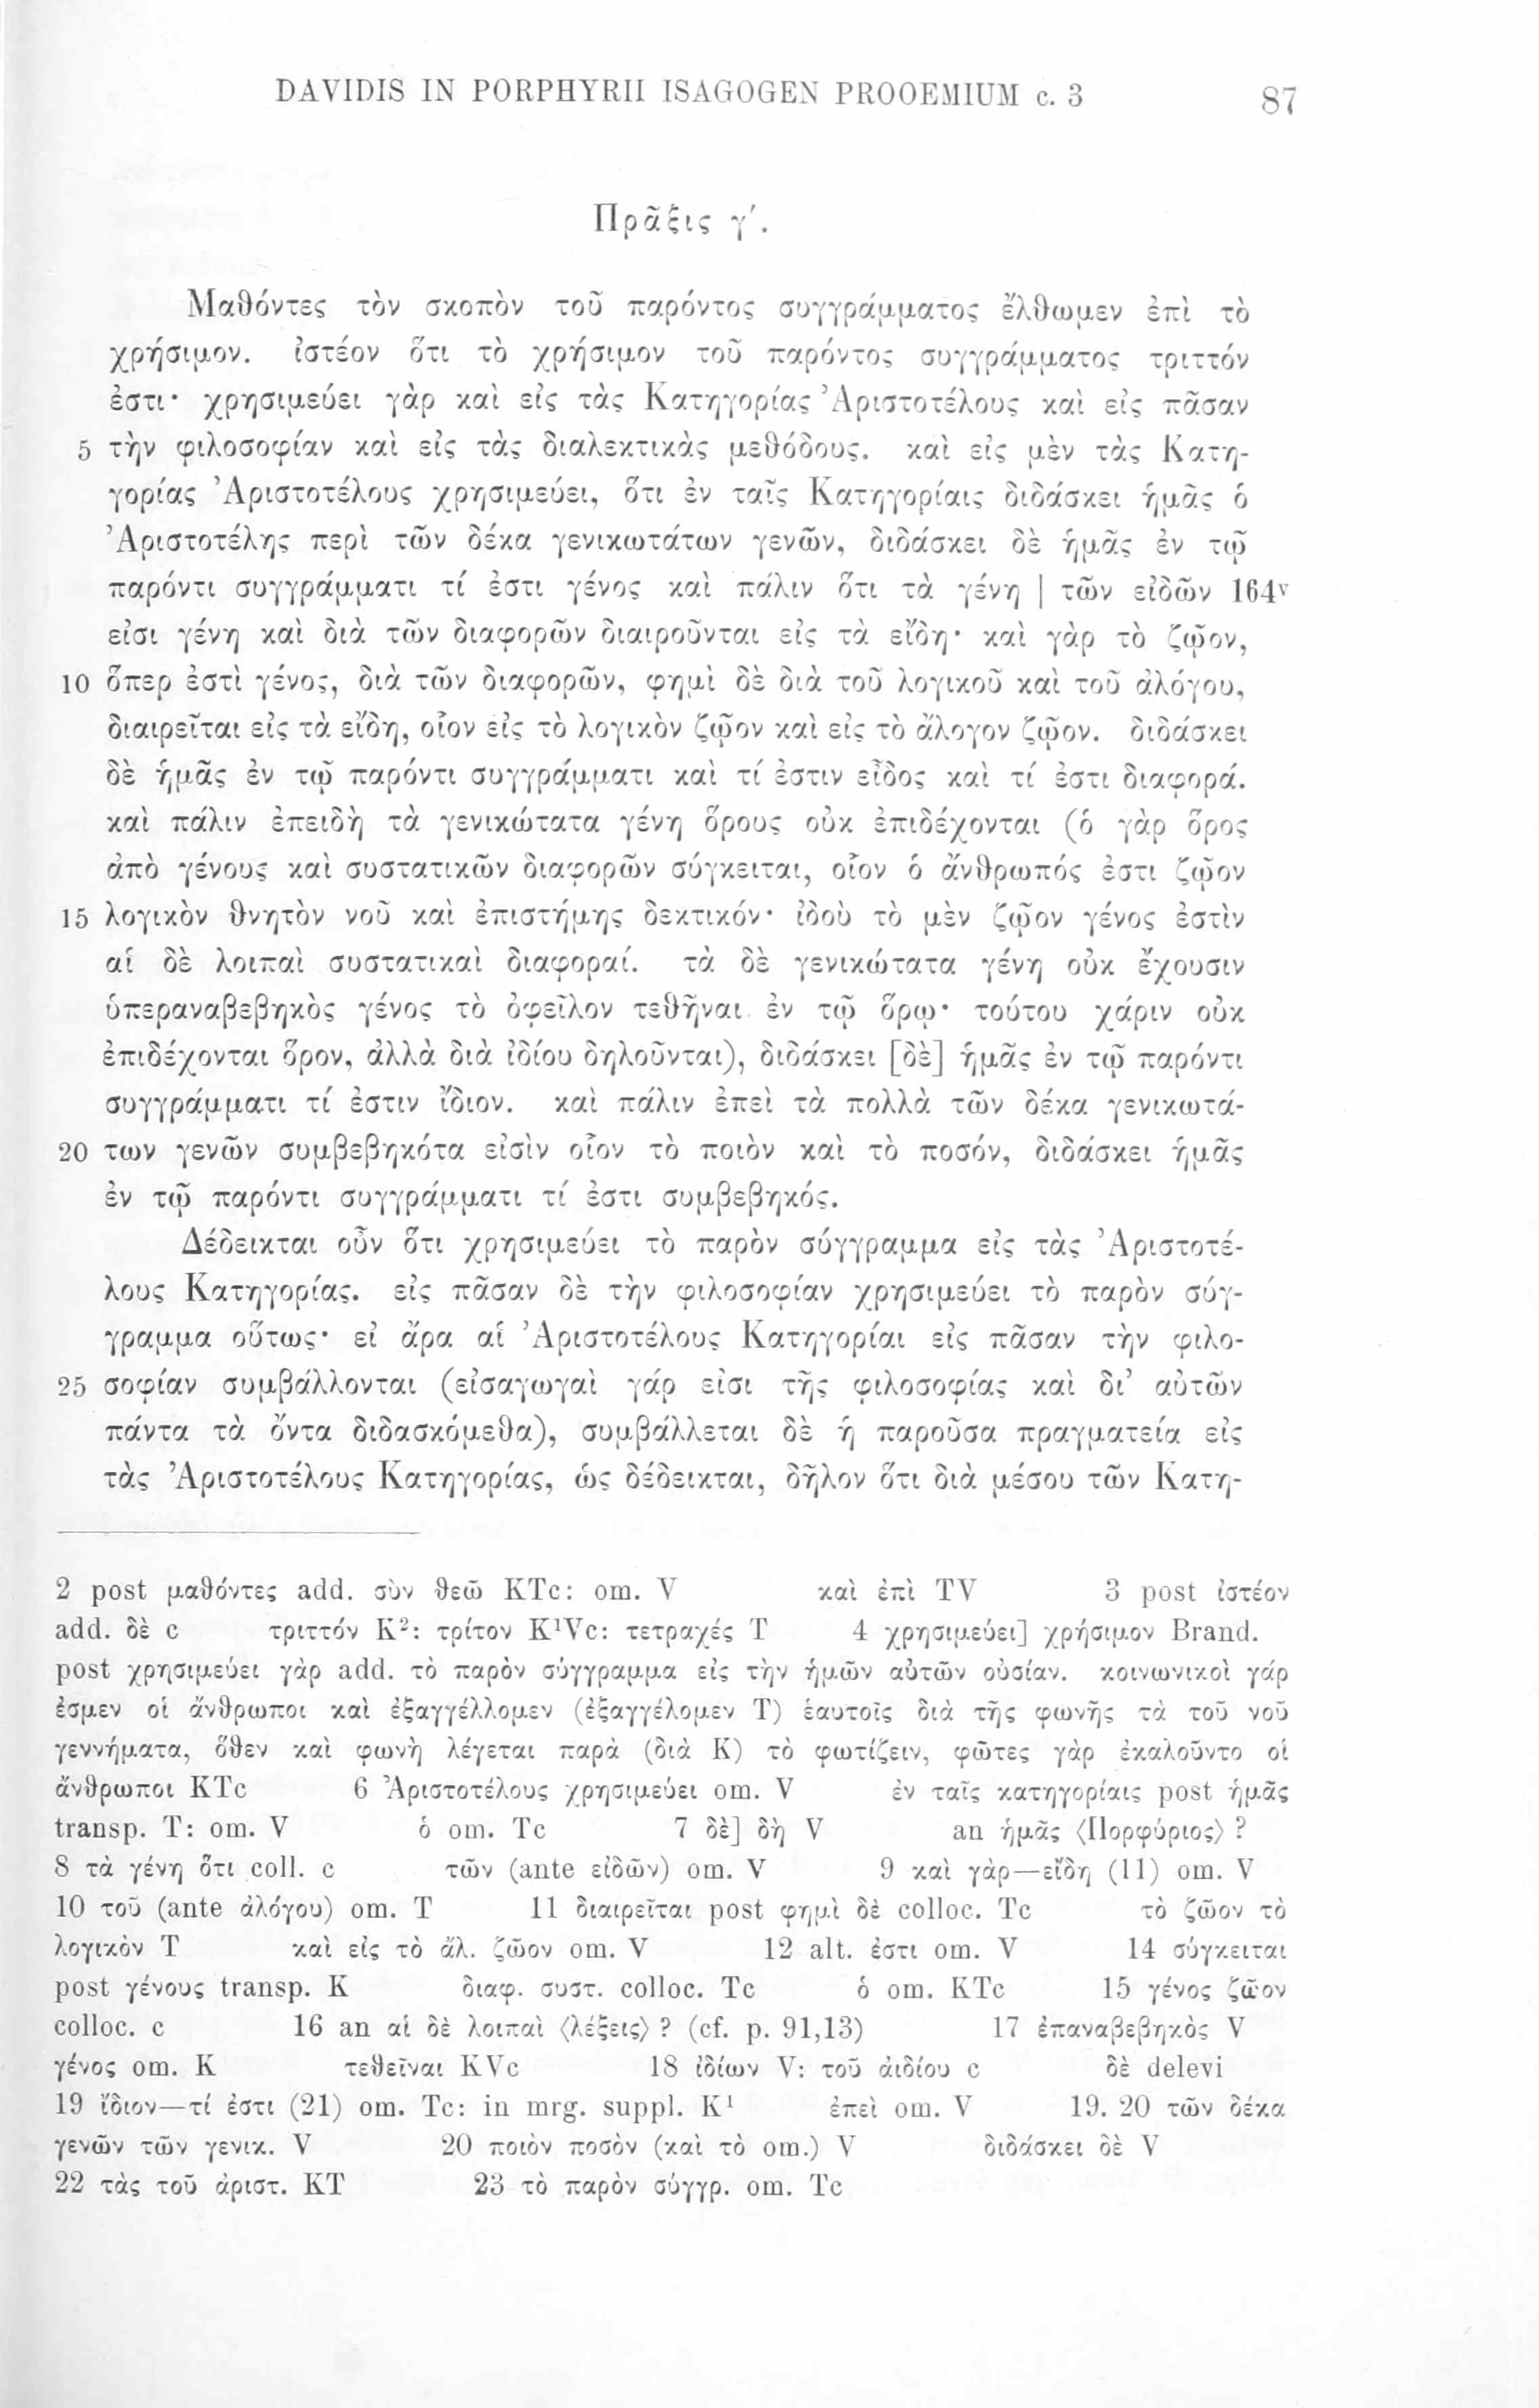 DAVIDIS IN PORPHYRII ISAGOGEN PROOEMIUM c. 3 87
Πρᾶξις γ΄.
Μαθόντες τὸν σκοπὸν τοῦ παρόντος συγγράμματος ἔλθωμεν ἐπὶ τὸ
χρήσιμον. ἰστέον ὅτι τὸ χρήσιμον τοῦ παρόντος συγγράμματος τριττόν
ἐστι· χρησιμεύει γὰρ καὶ εἰς τὰς Κατηγορίας Ἀριστοτέλους καὶ εἰς πᾶσαν
5 τὴν φιλοσοφίαν καὶ εἰς τὰς διαλεκτικὰς μεθόδους. καὶ εἰς μὲν τὰς Κατη-
γορίας Ἀριστοτέλους χρησιμεύει, ὅτι ἐν ταῖς Κατηγορίαις διδάσκει ἡμᾶς ὁ
Ἀριστοτέλης περὶ τῶν δέκα γενικωτάτων γενῶν, διδάσκει δὲ ἡμᾶς ἐν τῷ
παρόντι συγγράμματι τί ἐστι γένος καὶ πάλιν ὅτι τὰ γένη | τῶν εἰδῶν 164v
εἰσι γένη καὶ διὰ τῶν διαφορῶν διαιροῦνται εἰς τὰ εἴδη· καὶ γὰρ τὸ ζῷον,
10 ὅπερ ἐστὶ γένος, διὰ τῶν διαφορῶν, φημὶ δὲ διὰ τοῦ λογικοῦ καὶ τοῦ ἀλόγου,
διαιρεῖται εἰς τὰ εἴδη, οἷον εἰς τὸ λογικὸν ζῷον καὶ εἰς τὸ ἄλογον ζῷον. διδάσκει
δὲ ἡμᾶς ἐν τῷ παρόντι συγγράμματι καὶ τί ἐστιν εἶδος καὶ τί ἐστι διαφορά.
καὶ πάλιν ἐπειδὴ τὰ γενικώτατα γένη ὅρους οὐκ ἐπιδέχονται (ὁ γὰρ ὅρος
ἀπὸ γένους καὶ συστατικῶν διαφορῶν σύγκειται, οἷον ὁ ἄνθρωπός ἐστι ζῷον
15 λογικὸν θνητὸν νοῦ καὶ ἐπιστήμης δεκτικόν· ἰδοὺ τὸ μὲν ζῷον γένος ἐστὶν
αἱ δὲ λοιπαὶ συστατικαὶ διαφοραί. τὰ δὲ γενικώτατα γένη οὐκ ἔχουσιν
ὑπεραναβεβηκὸς γένος τὸ ὀφεῖλον τεθῆναι ἐν τῷ ὅρῳ· τούτου χάριν οὐκ
ἐπιδέχονται ὅρον, ἀλλὰ διὰ ἰδίου δηλοῦνται), διδάσκει [δὲ] ἡμᾶς ἐν τῷ παρόντι
συγγράμματι τί ἐστιν ἴδιον. καὶ πάλιν ἐπεὶ τὰ πολλὰ τῶν δέκα γενικωτά-
20 των γενῶν συμβεβηκότα εἰσὶν οἷον τὸ ποιὸν καὶ τὸ ποσόν, διδάσκει ἡμᾶς
ἐν τῷ παρόντι συγγράμματι τί ἐστι συμβεβηκός.
Δέδεικται οὖν ὅτι χρησιμεύει τὸ παρὸν σύγγραμμα εἰς τὰς Ἀριστοτέ-
λους Κατηγορίας. εἰς πᾶσαν δὲ τὴν φιλοσοφίαν χρησιμεύει τὸ παρὸν σύγ-
γραμμα οὕτως· εἰ ἄρα αἱ Ἀριστοτέλους Κατηγορίαι εἰς πᾶσαν τὴν φιλο-
25 σοφίαν συμβάλλονται (εἰσαγωγαὶ γάρ εἰσι τῆς φιλοσοφίας καὶ δι’ αὐτῶν
πάντα τὰ ὄντα διδασκόμεθα), συμβάλλεται δὲ ἡ παροῦσα πραγματεία εἰς
τὰς Ἀριστοτέλους Κατηγορίας, ὡς δέδεικται, δῆλον ὅτι διὰ μέσου τῶν Κατη-
2 post μαθόντες add. σὺν θεῶ KTc: om. V καὶ ἐπὶ TV 3 post ἰστέον
add. δὲ c τριττόν K²: τρίτον K¹Vc: τετραχές T 4 χρησιμεύει] χρήσιμον Brand.
post χρησιμεύει γὰρ add. τὸ παρὸν σύγγραμμα εἰς τὴν ἡμῶν αὐτῶν οὐσίαν. κοινωνικοὶ γάρ
ἐσμεν οἱ ἄνθρωποι καὶ ἐξαγγέλλομεν (ἐξαγγέλομεν T) ἑαυτοῖς διὰ τῆς φωνῆς τὰ τοῦ νοῦ
γεννήματα, ὅθεν καὶ φωνὴ λέγεται παρὰ (διὰ K) τὸ φωτίζειν, φῶτες γὰρ ἐκαλοῦντο οἱ
ἄνθρωποι KTc 6 Ἀριστοτέλους χρησιμεύει om. V ἐν ταῖς κατηγορίαις post ἡμᾶς
transp. T: om. V ὁ om. Tc 7 δὲ] δὴ V an ἡμᾶς ⟨Πορφύριος⟩ ?
8 τὰ γένη ὅτι coll. c τῶν (ante εἰδῶν) om. V 9 καὶ γὰρ—εἴδη (11) om. V
10 τοῦ (ante ἀλόγου) om. T 11 διαιρεῖται post φημὶ δὲ colloc. Tc τὸ ζῶον τὸ
λογικὸν T καὶ εἰς τὸ ἄλ. ζῶον om. V 12 alt. ἐστι om. V 14 σύγκειται
post γένους transp. K διαφ. συστ. colloc. Tc ὁ om. KTc 15 γένος ζῶον
colloc. c 16 an αἱ δὲ λοιπαὶ ⟨λέξεις⟩ ? (cf. p. 91,13) 17 ἐπαναβεβηκὸς V
γένος om. K τεθεῖναι KVc 18 ἰδίων V: τοῦ ἀιδίου c δὲ delevi
19 ἴδιον—τί ἐστι (21) om. Tc: in mrg. suppl. K¹ ἐπεὶ om. V 19. 20 τῶν δέκα
γενῶν τῶν γενικ. V 20 ποιὸν ποσὸν (καὶ τὸ om.) V διδάσκει δὲ V
22 τὰς τοῦ ἀριστ. KT 23 τὸ παρὸν σύγγρ. om. Tc